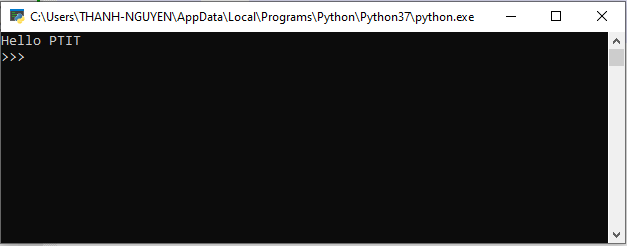 C:\Users\THANH-NGUYEN\AppData\Local\Programs\Python\Python37\python.exe
Hello PTIT
>>>